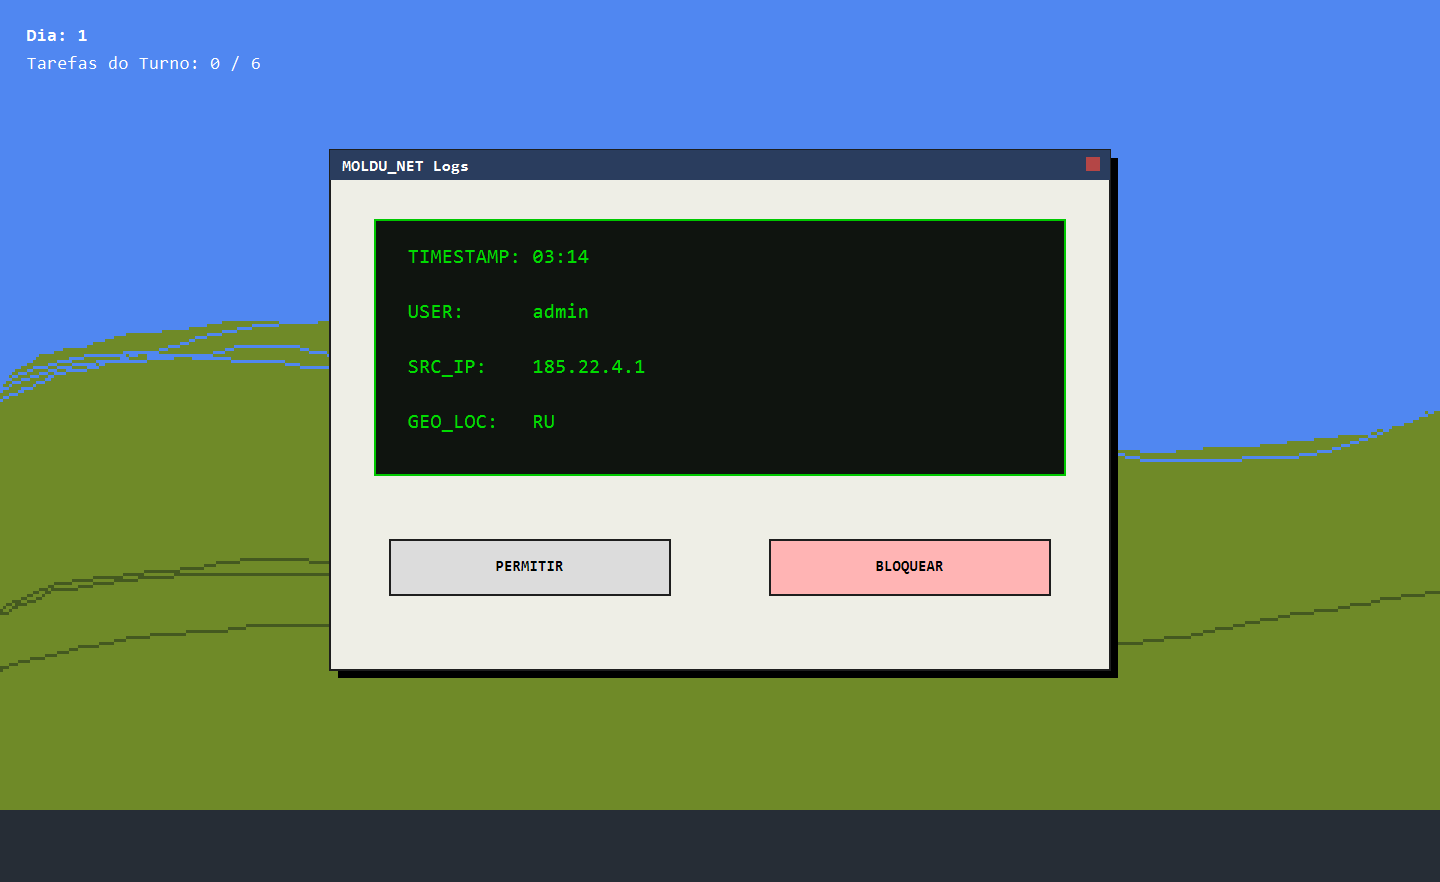 Dia: 1
Tarefas do Turno: 0 / 6
MOLDU_NET Logs
TIMESTAMP: 03:14
USER: admin
SRC_IP: 185.22.4.1
GEO_LOC: RU
PERMITIR
BLOQUEAR